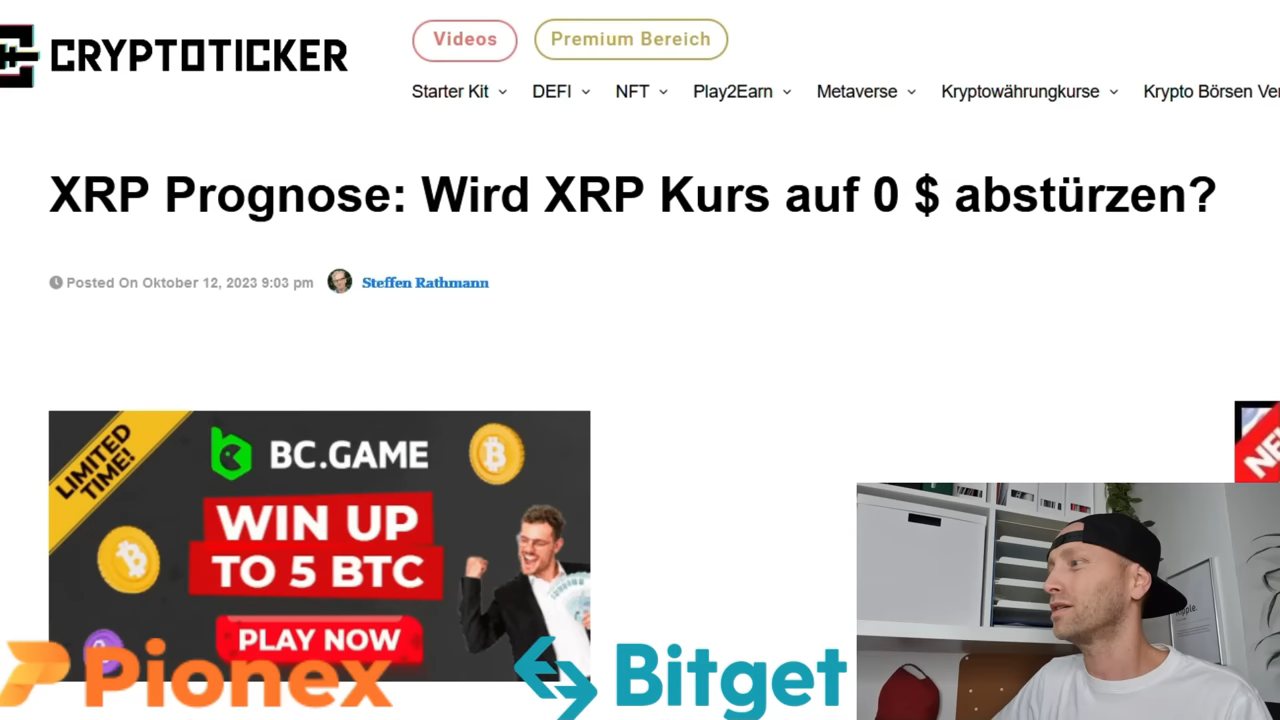 CRYPTOTICKER
Videos
Premium Bereich
Starter Kit DEFI NFT Play2Earn Metaverse Kryptowährungkurse Krypto Börsen
XRP Prognose: Wird XRP Kurs auf 0 $ abstürzen?
Posted On Oktober 12, 2023 9:03 pm Steffen Rathmann
LIMITED
TIME!
BC.GAME
WIN UP
TO 5 BTC
PLAY NOW
Pionex
Bitget